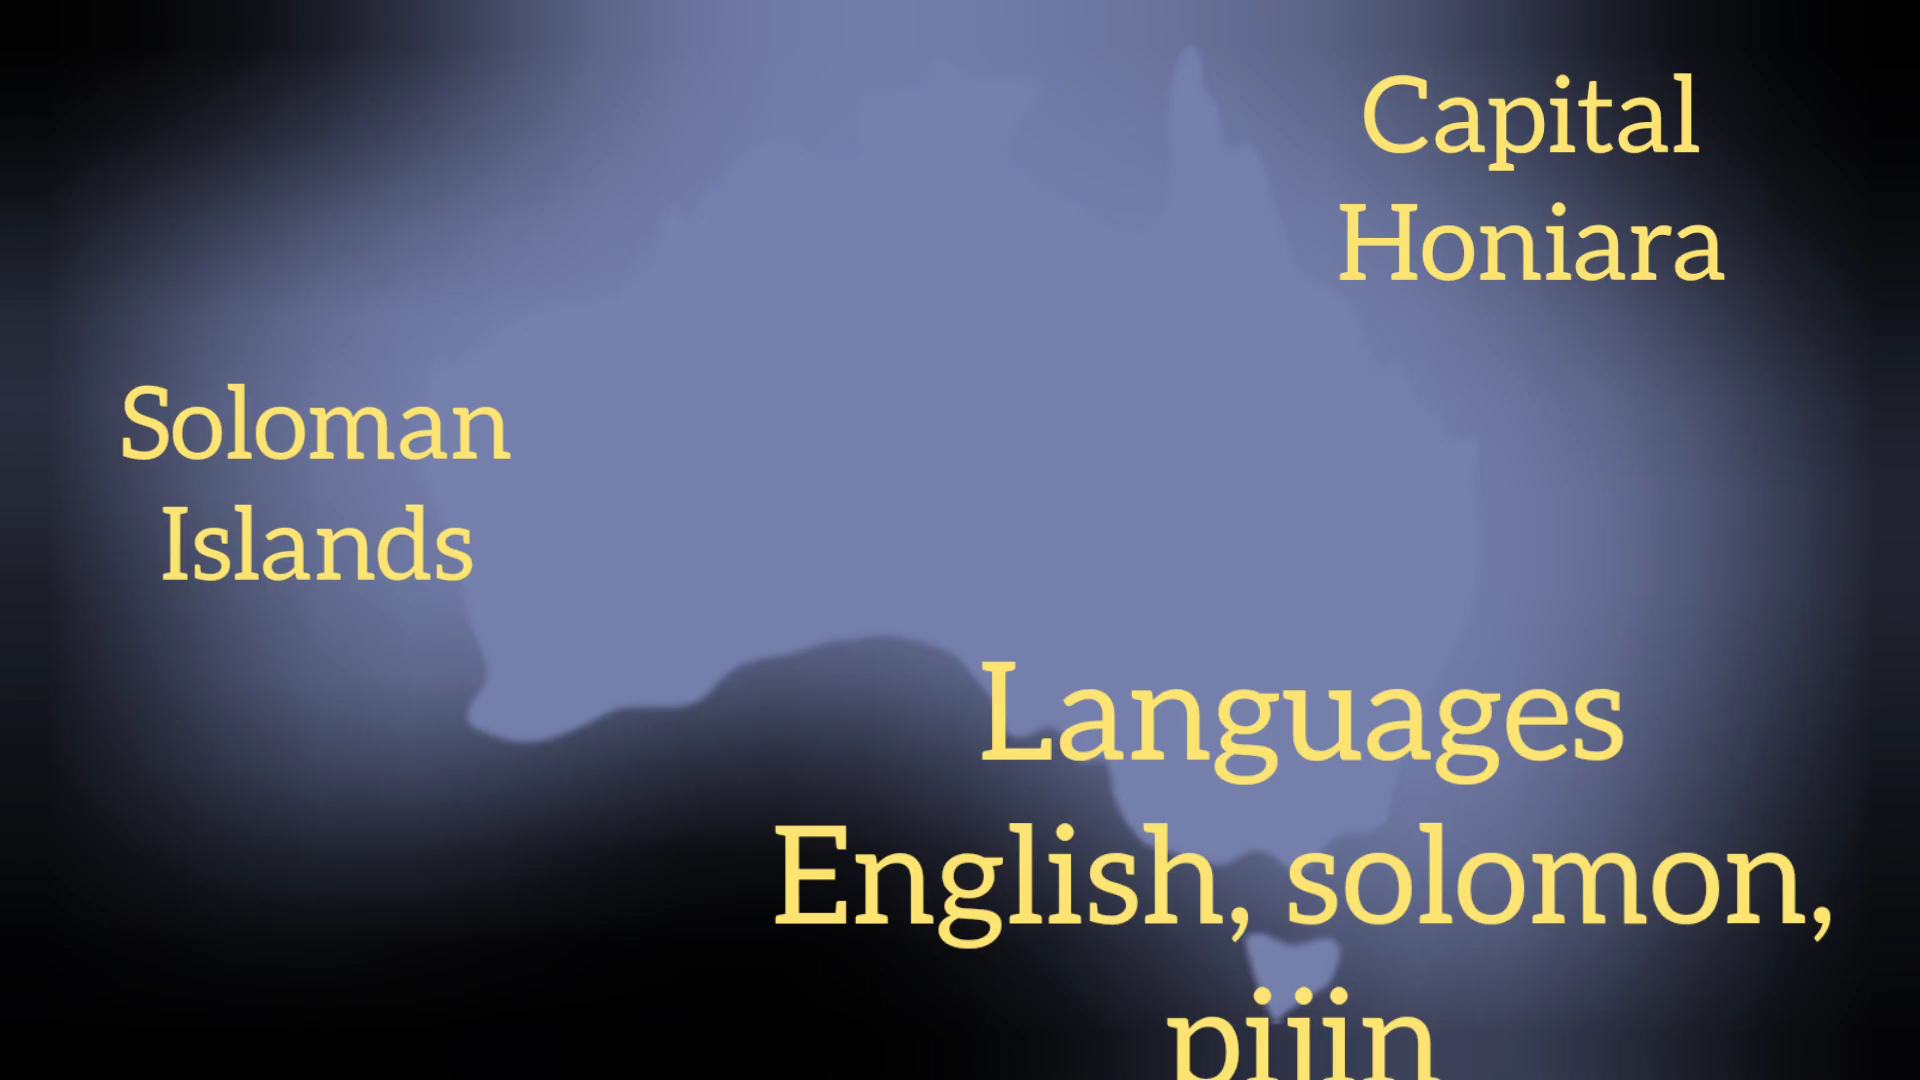 Capital
Honiara
Soloman
Islands
Languages
English, solomon,
pijin